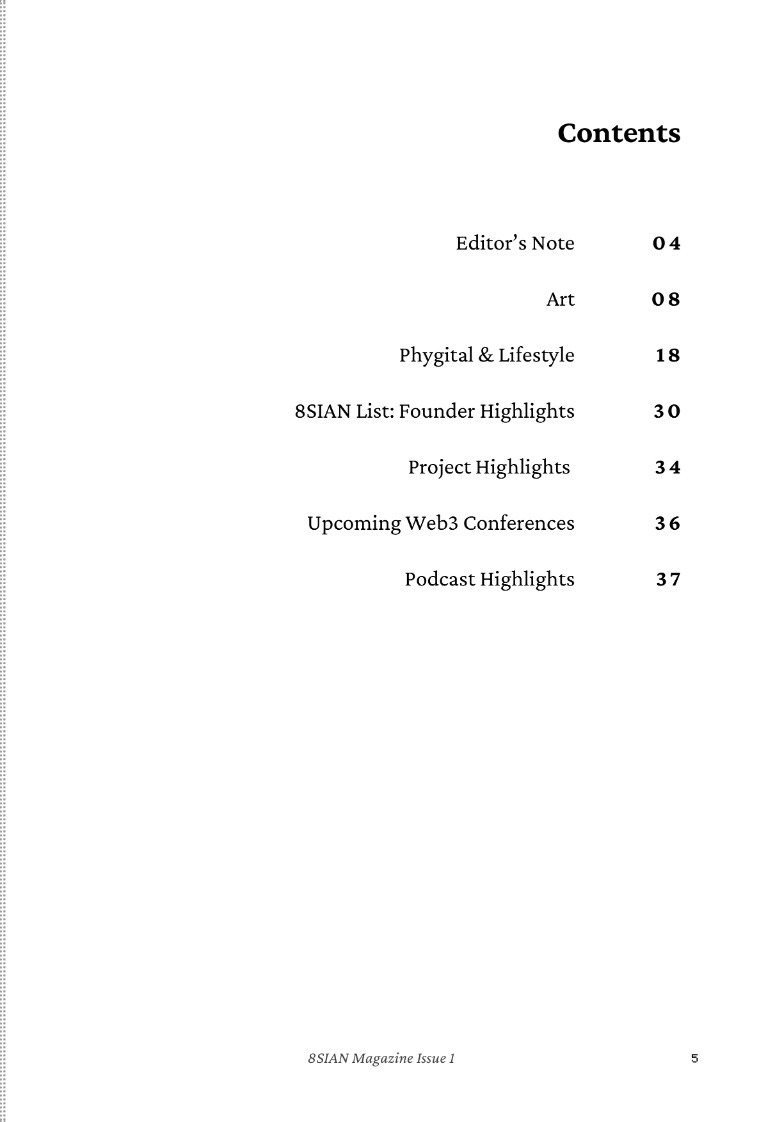 Contents
Editor’s Note 04
Art 08
Phygital & Lifestyle 18
8SIAN List: Founder Highlights 30
Project Highlights 34
Upcoming Web3 Conferences 36
Podcast Highlights 37
8SIAN Magazine Issue 1 5